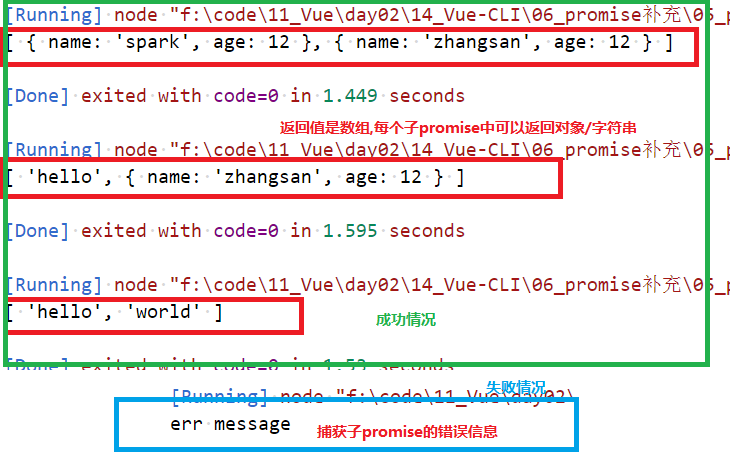 [Running] node "f:\code\11_Vue\day02\14_Vue-CLI\06_promise补充\05_p
[ { name: 'spark', age: 12 }, { name: 'zhangsan', age: 12 } ]
[Done] exited with code=0 in 1.449 seconds
返回值是数组,每个子promise中可以返回对象/字符串
[Running] node "f:\code\11_Vue\day02\14_Vue-CLI\06_promise补充\05_p
[ 'hello', { name: 'zhangsan', age: 12 } ]
[Done] exited with code=0 in 1.595 seconds
[Running] node "f:\code\11_Vue\day02\14_Vue-CLI\06_promise补充\05_p
[ 'hello', 'world' ]
成功情况
[Done] exited with code=0 in 1.53 seconds
失败情况
[Running] node "f:\code\11_Vue\day02\
err message
捕获子promise的错误信息